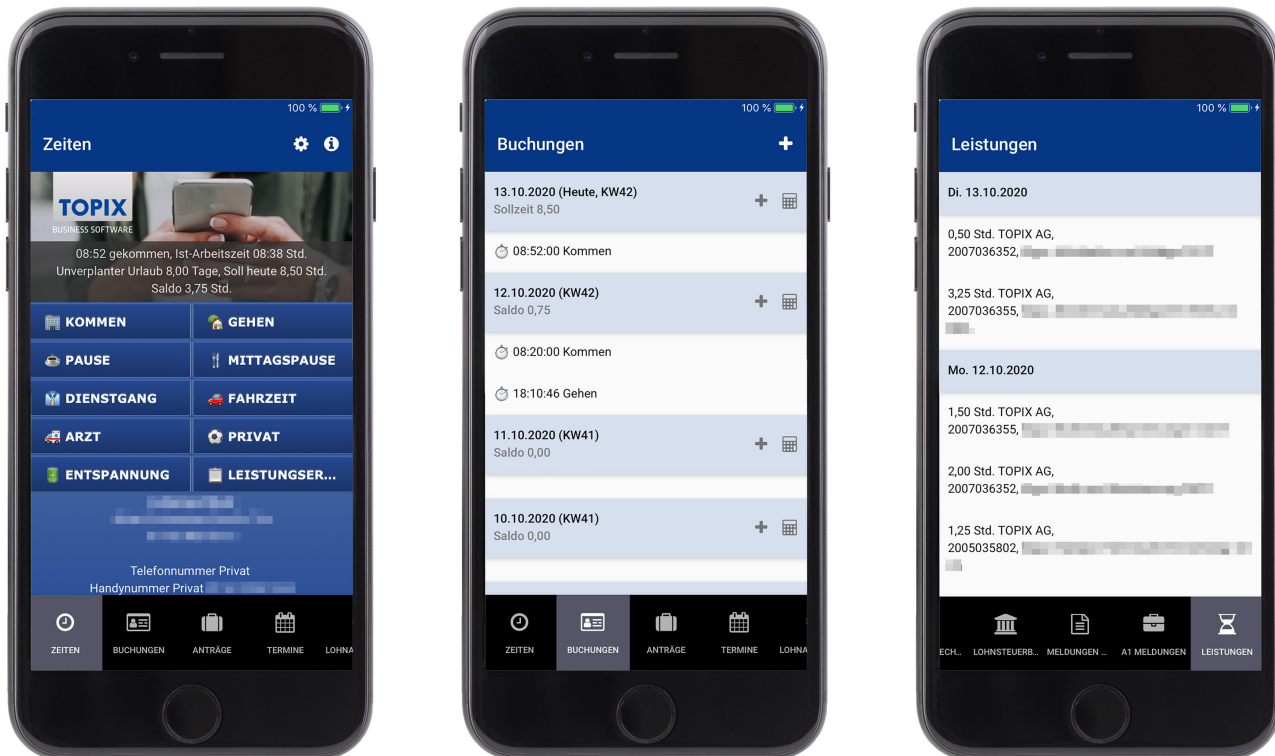 100 %
Zeiten
TOPIX
BUSINESS SOFTWARE
08:52 gekommen, Ist-Arbeitszeit 08:38 Std.
Unverplanter Urlaub 8,00 Tage, Soll heute 8,50 Std.
Saldo 3,75 Std.
KOMMEN
GEHEN
PAUSE
MITTAGSPAUSE
DIENSTGANG
FAHRZEIT
ARZT
PRIVAT
ENTSPANNUNG
LEISTUNGSER...
Telefonnummer Privat
Handynummer Privat
ZEITEN
BUCHUNGEN
ANTRÄGE
TERMINE
LOHNA
100 %
Buchungen
13.10.2020 (Heute, KW42)
Sollzeit 8,50
08:52:00 Kommen
12.10.2020 (KW42)
Saldo 0,75
08:20:00 Kommen
18:10:46 Gehen
11.10.2020 (KW41)
Saldo 0,00
10.10.2020 (KW41)
Saldo 0,00
ZEITEN
BUCHUNGEN
ANTRÄGE
TERMINE
LOHNA
100 %
Leistungen
Di. 13.10.2020
0,50 Std. TOPIX AG,
2007036352,
3,25 Std. TOPIX AG,
2007036355,
Mo. 12.10.2020
1,50 Std. TOPIX AG,
2007036355,
2,00 Std. TOPIX AG,
2007036352,
1,25 Std. TOPIX AG,
2005035802,
ECH...
LOHNSTEUERB...
MELDUNGEN ...
A1 MELDUNGEN
LEISTUNGEN